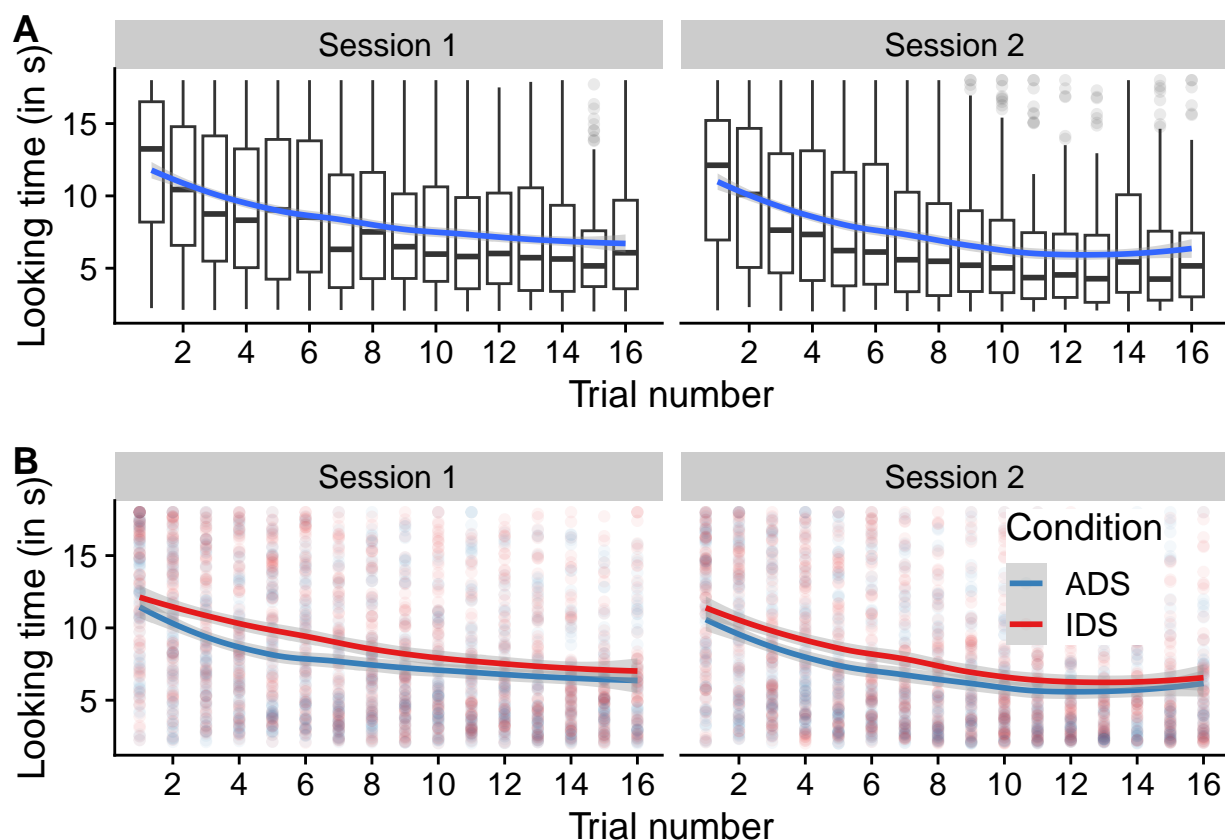 A
Session 1 Session 2
Looking time (in s)
15
10
5
2 4 6 8 10 12 14 16 2 4 6 8 10 12 14 16
Trial number
B
Session 1 Session 2
Looking time (in s)
15
10
5
Condition
ADS
IDS
2 4 6 8 10 12 14 16 2 4 6 8 10 12 14 16
Trial number